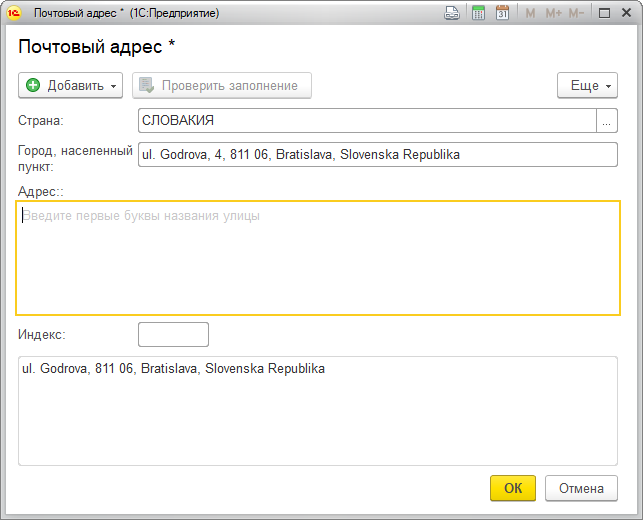 Почтовый адрес * (1С:Предприятие)
31 M M+ M-
Почтовый адрес *
Добавить
Проверить заполнение
Еще
Страна:
СЛОВАКИЯ
...
Город, населенный
пункт:
ul. Godrova, 4, 811 06, Bratislava, Slovenska Republika
Адрес::
Введите первые буквы названия улицы
Индекс:
ul. Godrova, 811 06, Bratislava, Slovenska Republika
ОК
Отмена